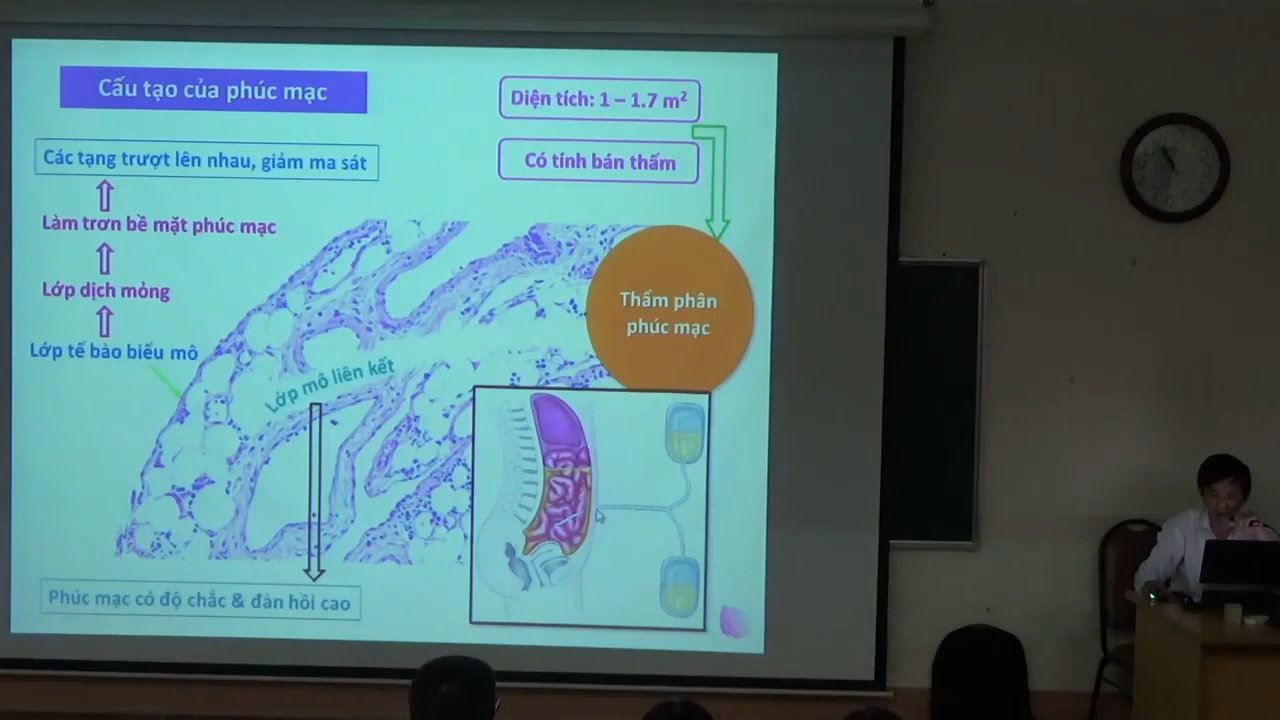 Cấu tạo của phúc mạc
Diện tích: 1 – 1.7 m²
Các tạng trượt lên nhau, giảm ma sát
Có tính bán thấm
Làm trơn bề mặt phúc mạc
Lớp dịch mỏng
Thẩm phân
phúc mạc
Lớp tế bào biểu mô
Lớp mô liên kết
Phúc mạc có độ chắc & đàn hồi cao